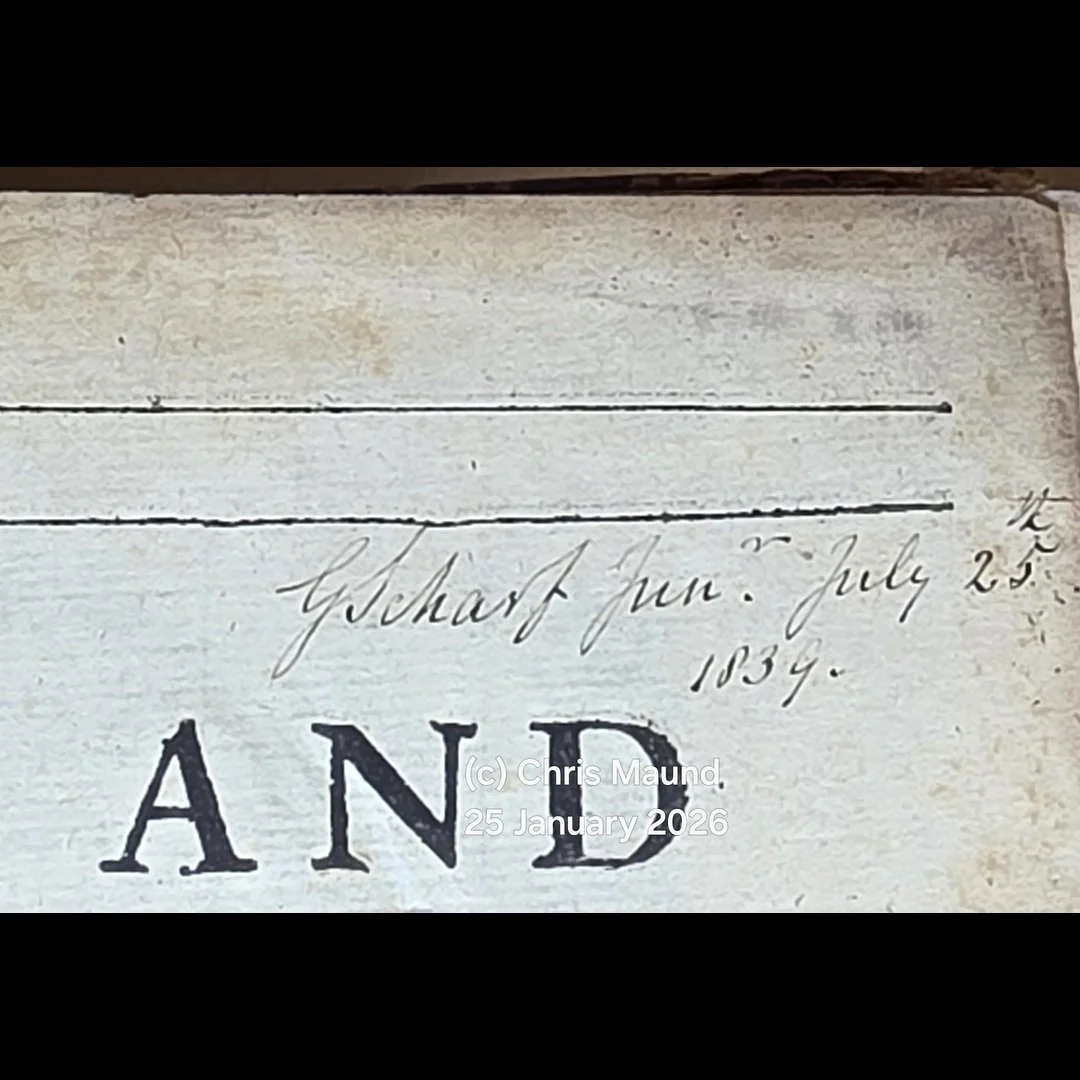 GScharf Junr. July 25th
1839.
AND
(c) Chris Maund
25 January 2026